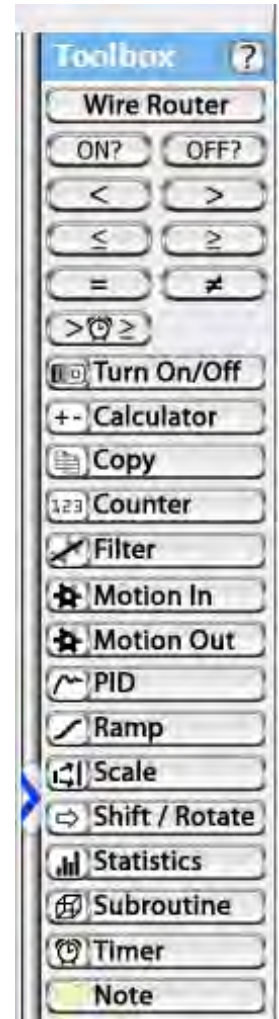 Toolbox ?
Wire Router
ON? OFF?
< >
≤ ≥
= ≠
> ≥
Turn On/Off
+- Calculator
Copy
123 Counter
Filter
Motion In
Motion Out
PID
Ramp
Scale
Shift / Rotate
Statistics
Subroutine
Timer
Note